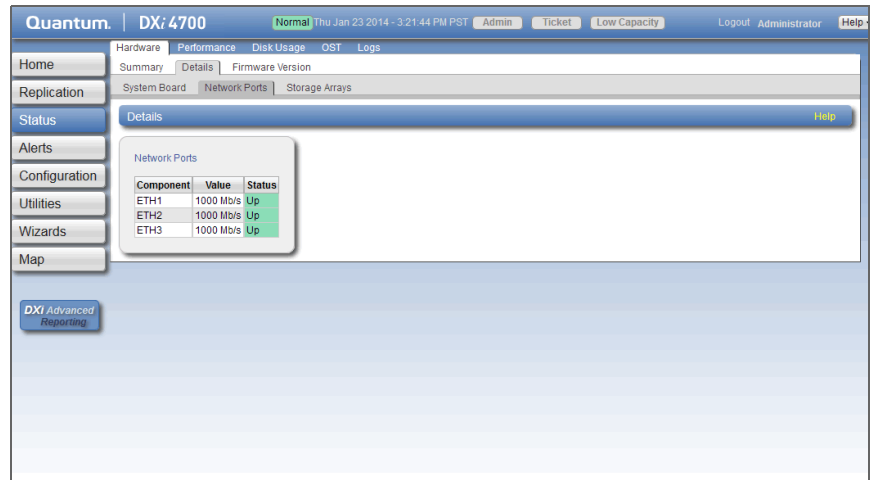 Quantum. DXi 4700 Normal Thu Jan 23 2014 - 3:21:44 PM PST Admin Ticket Low Capacity Logout Administrator Help
Hardware Performance Disk Usage OST Logs
Summary Details Firmware Version
System Board Network Ports Storage Arrays
Home
Replication
Status
Alerts
Configuration
Utilities
Wizards
Map
DXi Advanced
Reporting
Details Help
Network Ports
Component Value Status
ETH1 1000 Mb/s Up
ETH2 1000 Mb/s Up
ETH3 1000 Mb/s Up